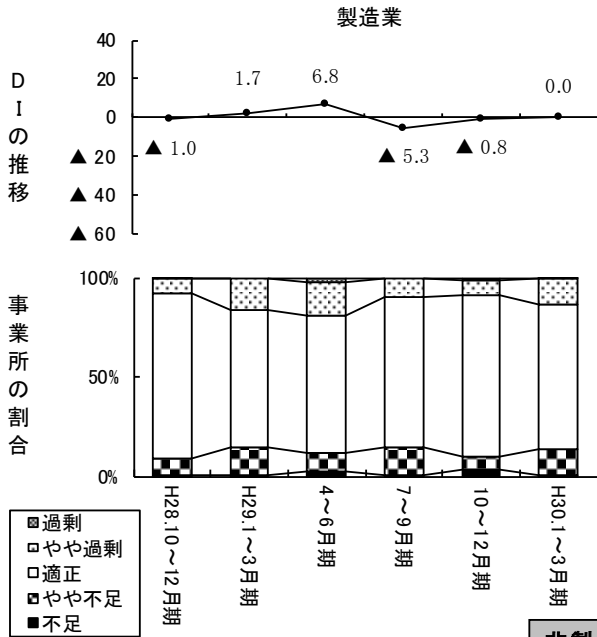 製造業
DIの推移
40
20
0
▲ 20
▲ 40
▲ 60
▲ 1.0
1.7
6.8
▲ 5.3
▲ 0.8
0.0
事業所の割合
100%
50%
0%
H28.10～12月期
H29.1～3月期
4～6月期
7～9月期
10～12月期
H30.1～3月期
過剰
やや過剰
適正
やや不足
不足